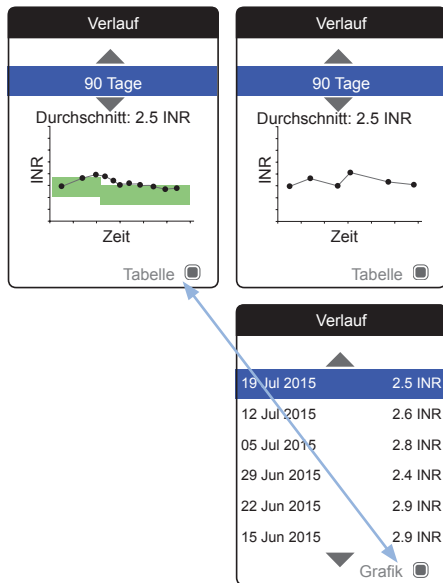 Verlauf
90 Tage
Durchschnitt: 2.5 INR
INR
Zeit
Tabelle
Verlauf
90 Tage
Durchschnitt: 2.5 INR
INR
Zeit
Tabelle
Verlauf
19 Jul 2015 2.5 INR
12 Jul 2015 2.6 INR
05 Jul 2015 2.8 INR
29 Jun 2015 2.4 INR
22 Jun 2015 2.9 INR
15 Jun 2015 2.9 INR
Grafik